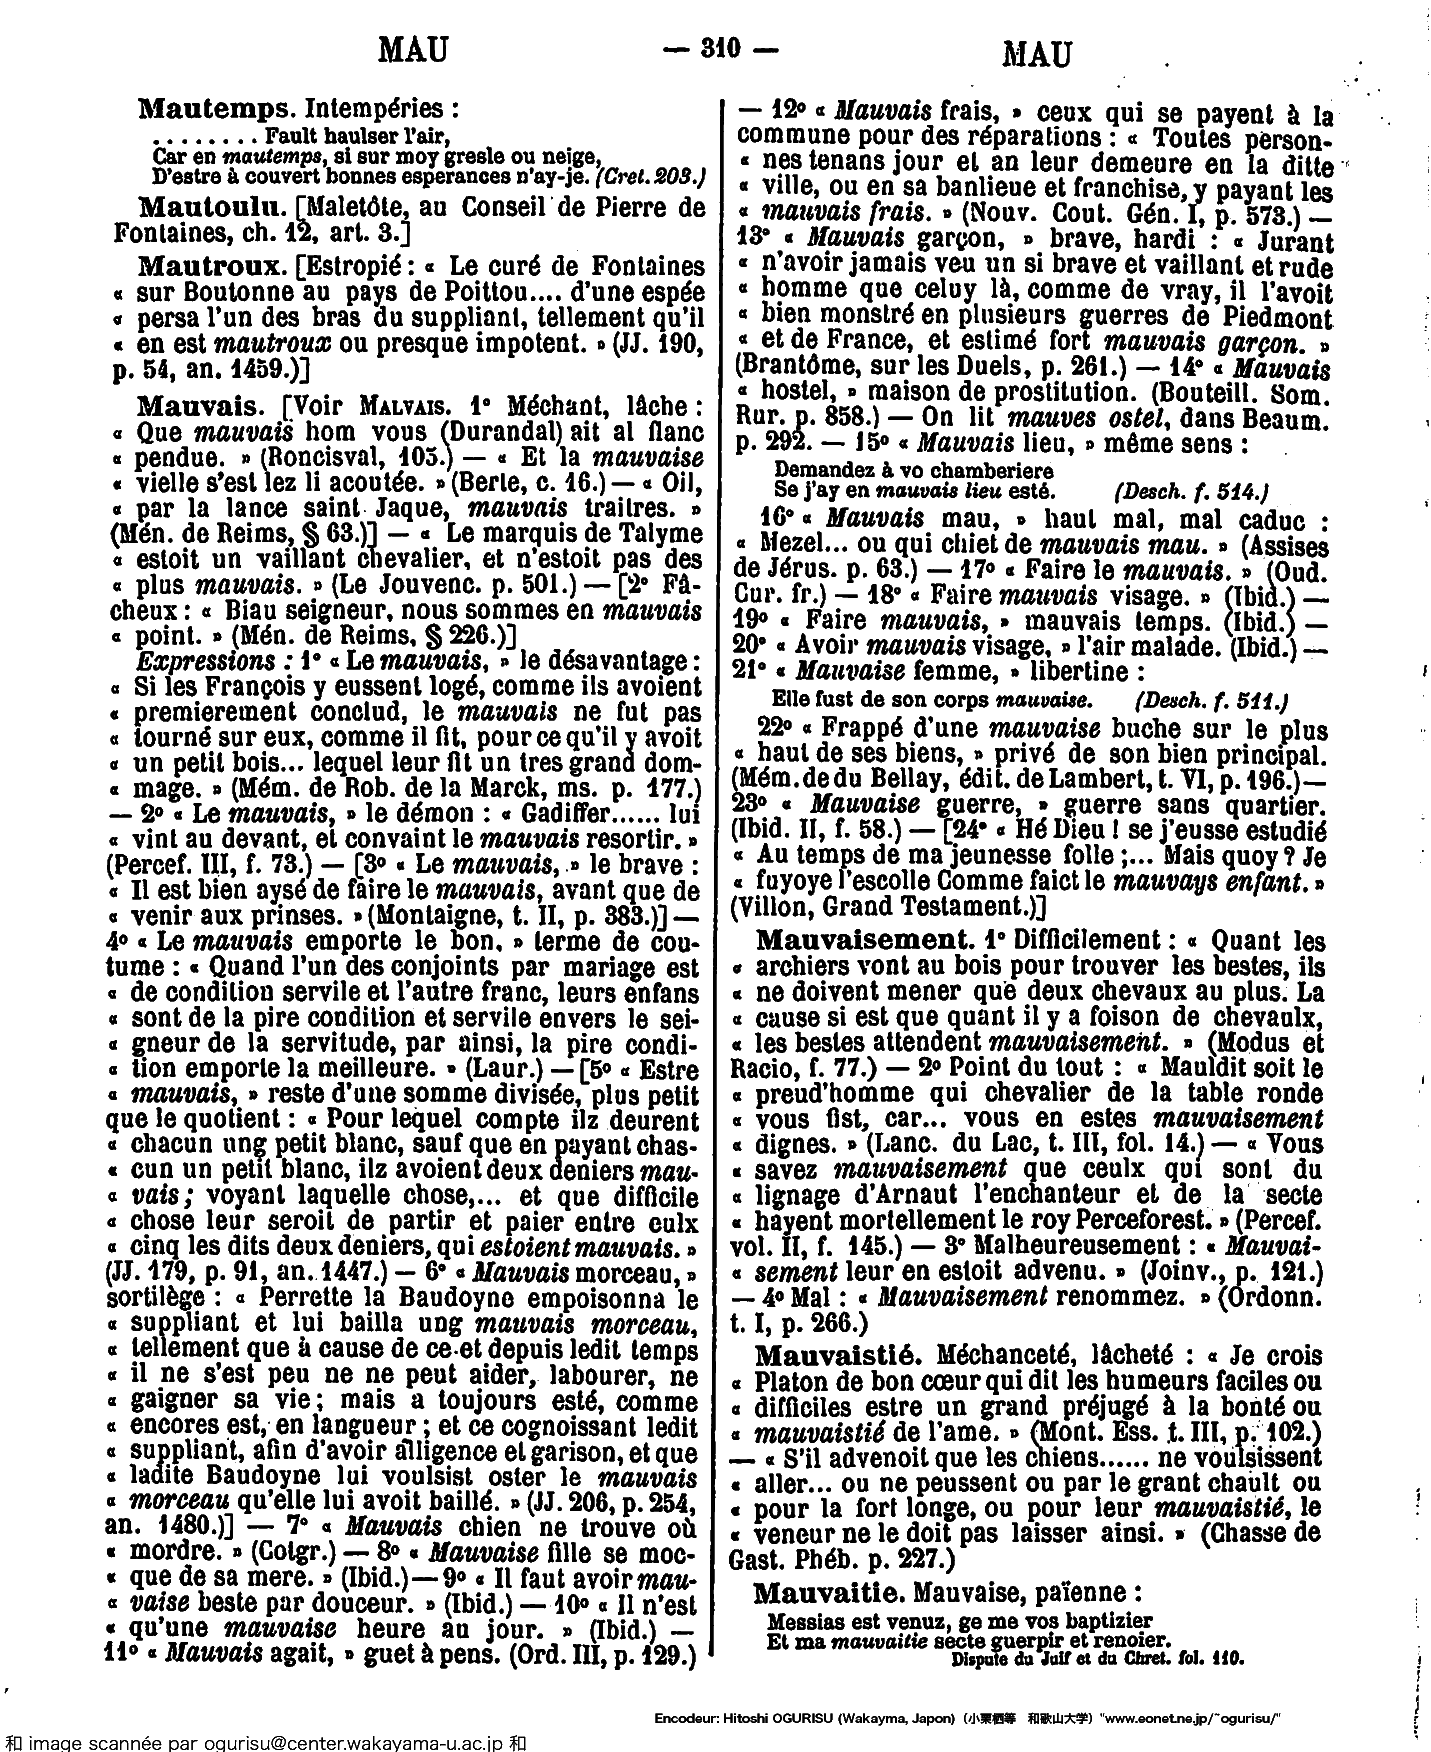 MAU
— 310 —
MAU
Mautemps. Intempéries :
. . . . . . . . Fault haulser l'air,
Car en mautemps, si sur moy gresle ou neige,
D'estre à couvert bonnes esperances n'ay-je. (Cret. 203.)
Mautoulu. [Maletôte, au Conseil de Pierre de
Fontaines, ch. 12, art. 3.]
Mautroux. [Estropié : « Le curé de Fontaines
« sur Boutonne au pays de Poittou.... d'une espée
« persa l'un des bras du suppliant, tellement qu'il
« en est mautroux ou presque impotent. » (JJ. 190,
p. 54, an. 1459.)]
Mauvais. [Voir MALVAIS. 1° Méchant, lâche :
« Que mauvais hom vous (Durandal) ait al flanc
« pendue. » (Roncisval, 105.) — « Et la mauvaise
« vielle s'est lez li acoutée. » (Berte, c. 16.) — « Oil,
« par la lance saint Jaque, mauvais traitres. »
(Mén. de Reims, § 63.)] — « Le marquis de Talyme
« estoit un vaillant chevalier, et n'estoit pas des
« plus mauvais. » (Le Jouvenc. p. 501.) — [2° Fâ-
cheux : « Biau seigneur, nous sommes en mauvais
« point. » (Mén. de Reims, § 226.)]
Expressions : 1° « Le mauvais, » le désavantage :
« Si les François y eussent logé, comme ils avoient
« premierement conclud, le mauvais ne fut pas
« tourné sur eux, comme il fit, pour ce qu'il y avoit
« un petit bois... lequel leur fit un tres grand dom-
« mage. » (Mém. de Rob. de la Marck, ms. p. 177.)
— 2° « Le mauvais, » le démon : « Gadiffer...... lui
« vint au devant, et convaint le mauvais resortir. »
(Percef. III, f. 73.) — [3° « Le mauvais, » le brave :
« Il est bien aysé de faire le mauvais, avant que de
« venir aux prinses. » (Montaigne, t. II, p. 383.)] —
4° « Le mauvais emporte le bon, » terme de cou-
tume : « Quand l'un des conjoints par mariage est
« de condition servile et l'autre franc, leurs enfans
« sont de la pire condition et servile envers le sei-
« gneur de la servitude, par ainsi, la pire condi-
« tion emporte la meilleure. » (Laur.) — [5° « Estre
« mauvais, » reste d'une somme divisée, plus petit
que le quotient : « Pour lequel compte ilz deurent
« chacun ung petit blanc, sauf que en payant chas-
« cun un petit blanc, ilz avoient deux deniers mau-
« vais ; voyant laquelle chose,... et que difficile
« chose leur seroit de partir et paier entre eulx
« cinq les dits deux deniers, qui estoient mauvais. »
(JJ. 179, p. 91, an. 1447.) — 6° « Mauvais morceau, »
sortilège : « Perrette la Baudoyne empoisonna le
« suppliant et lui bailla ung mauvais morceau,
« tellement que à cause de ce et depuis ledit temps
« il ne s'est peu ne ne peut aider, labourer, ne
« gaigner sa vie ; mais a toujours esté, comme
« encores est, en langueur ; et ce cognoissant ledit
« suppliant, afin d'avoir alligence et garison, et que
« ladite Baudoyne lui voulsist oster le mauvais
« morceau qu'elle lui avoit baillé. » (JJ. 206, p. 254,
an. 1480.)] — 7° « Mauvais chien ne trouve où
« mordre. » (Cotgr.) — 8° « Mauvaise fille se moc-
« que de sa mere. » (Ibid.) — 9° « Il faut avoir mau-
« vaise beste par douceur. » (Ibid.) — 10° « Il n'est
« qu'une mauvaise heure au jour. » (Ibid.) —
11° « Mauvais agait, » guet à pens. (Ord. III, p. 129.)
— 12° « Mauvais frais, » ceux qui se payent à la
commune pour des réparations : « Toutes person-
« nes tenans jour et an leur demeure en la ditte
« ville, ou en sa banlieue et franchise, y payant les
« mauvais frais. » (Nouv. Cout. Gén. I, p. 573.) —
13° « Mauvais garçon, » brave, hardi : « Jurant
« n'avoir jamais veu un si brave et vaillant et rude
« homme que celuy là, comme de vray, il l'avoit
« bien monstré en plusieurs guerres de Piedmont
« et de France, et estimé fort mauvais garçon. »
(Brantôme, sur les Duels, p. 261.) — 14° « Mauvais
« hostel, » maison de prostitution. (Bouteill. Som.
Rur. p. 858.) — On lit mauves ostel, dans Beaum.
p. 292. — 15° « Mauvais lieu, » même sens :
Demandez à vo chamberiere
Se j'ay en mauvais lieu esté. (Desch. f. 514.)
16° « Mauvais mau, » haut mal, mal caduc :
« Mezel... ou qui chiet de mauvais mau. » (Assises
de Jérus. p. 63.) — 17° « Faire le mauvais. » (Oud.
Cur. fr.) — 18° « Faire mauvais visage. » (Ibid.) —
19° « Faire mauvais, » mauvais temps. (Ibid.) —
20° « Avoir mauvais visage, » l'air malade. (Ibid.) —
21° « Mauvaise femme, » libertine :
Elle fust de son corps mauvaise. (Desch. f. 511.)
22° « Frappé d'une mauvaise buche sur le plus
« haut de ses biens, » privé de son bien principal.
(Mém. de du Bellay, édit. de Lambert, t. VI, p. 196.) —
23° « Mauvaise guerre, » guerre sans quartier.
(Ibid. II, f. 58.) — [24° « Hé Dieu ! se j'eusse estudié
« Au temps de ma jeunesse folle ;... Mais quoy ? Je
« fuyoye l'escolle Comme faict le mauvays enfant. »
(Villon, Grand Testament.)]
Mauvaisement. 1° Difficilement : « Quant les
« archiers vont au bois pour trouver les bestes, ils
« ne doivent mener que deux chevaux au plus. La
« cause si est que quant il y a foison de chevaulx,
« les bestes attendent mauvaisement. » (Modus et
Racio, f. 77.) — 2° Point du tout : « Mauldit soit le
« preud'homme qui chevalier de la table ronde
« vous fist, car... vous en estes mauvaisement
« dignes. » (Lanc. du Lac, t. III, fol. 14.) — « Vous
« savez mauvaisement que ceulx qui sont du
« lignage d'Arnaut l'enchanteur et de la secte
« hayent mortellement le roy Perceforest. » (Percef.
vol. II, f. 145.) — 3° Malheureusement : « Mauvai-
« sement leur en estoit advenu. » (Joinv., p. 121.)
— 4° Mal : « Mauvaisement renommez. » (Ordonn.
t. I, p. 266.)
Mauvaistié. Méchanceté, lâcheté : « Je crois
« Platon de bon cœur qui dit les humeurs faciles ou
« difficiles estre un grand préjugé à la bonté ou
« mauvaistié de l'ame. » (Mont. Ess. t. III, p. 102.)
— « S'il advenoit que les chiens...... ne voulsissent
« aller... ou ne peussent ou par le grant chault ou
« pour la fort longe, ou pour leur mauvaistié, le
« veneur ne le doit pas laisser ainsi. » (Chasse de
Gast. Phéb. p. 227.)
Mauvaitie. Mauvaise, païenne :
Messias est venuz, ge me vos baptizier
Et ma mauvaitie secte guerpir et renoier.
Dispute du Juif et du Chret. fol. 110.
Encodeur: Hitoshi OGURISU (Wakayma, Japon) (小栗栖等 和歌山大学) "www.eonet.ne.jp/~ogurisu/"
和 image scannée par ogurisu@center.wakayama-u.ac.jp 和